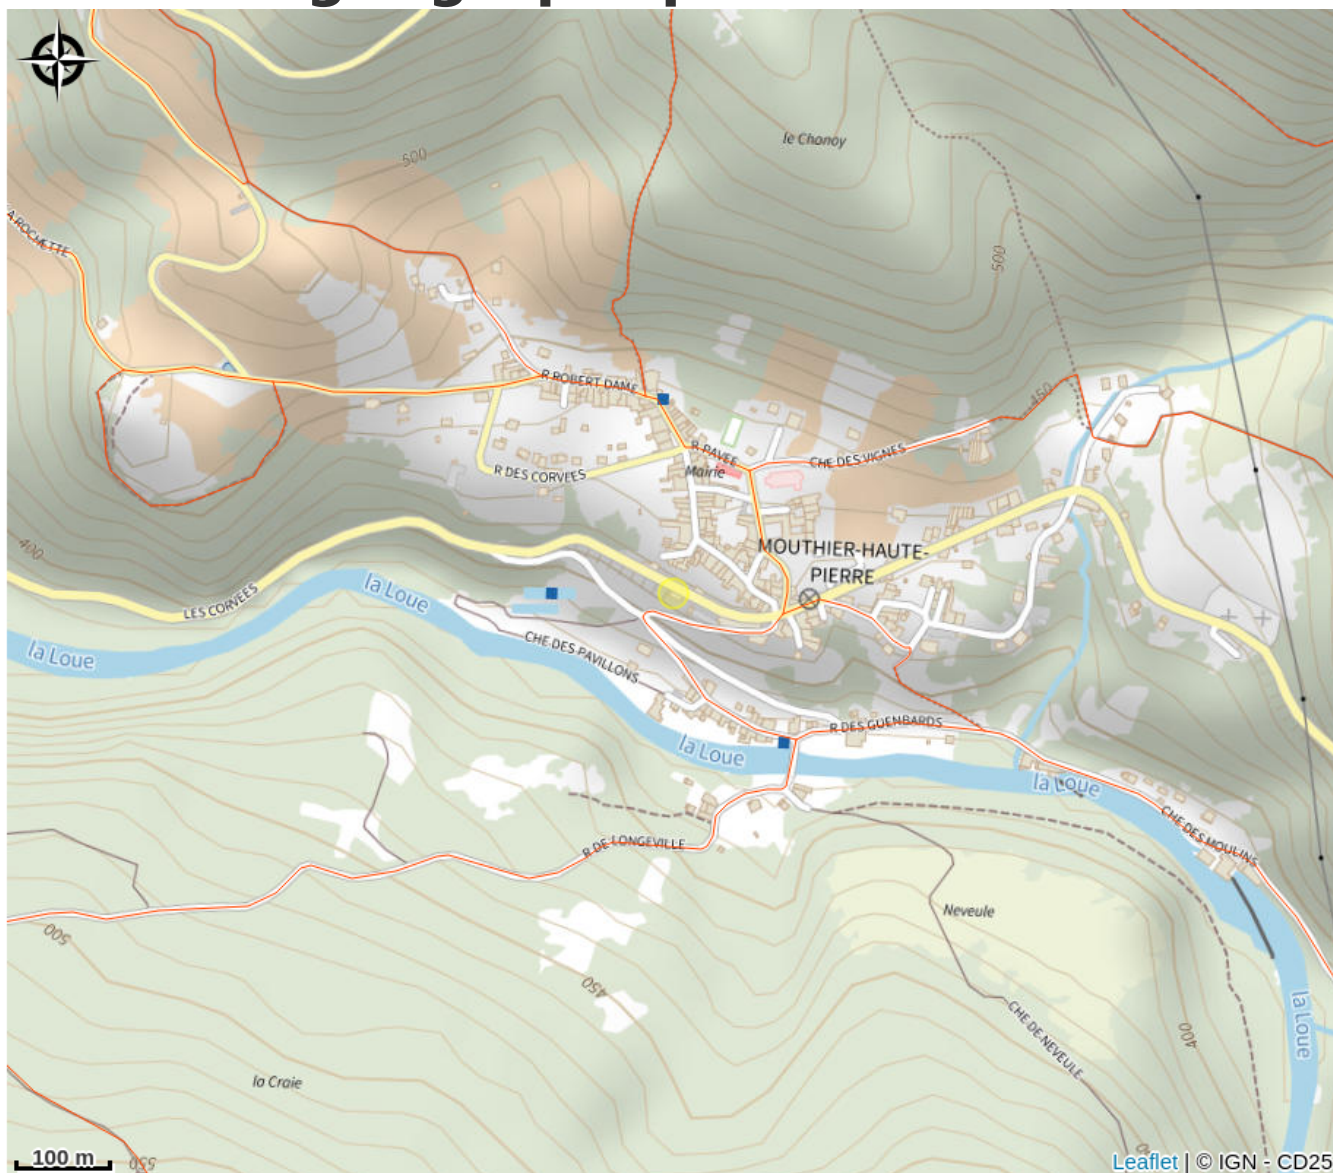 le Chanoy
500
A ROCHETTE
500
450
R ROBERT DAME
R PAVEE
Mairie
CHE DES VIGNES
R DES CORVEES
400
MOUTHIER-HAUTE-
PIERRE
LES CORVEES
la Loue
la Loue
CHE DES PAVILLONS
R DES GUENBARDS
la Loue
la Loue
CHE DES MOULINS
R DE LONGEVILLE
Neveule
500
450
CHE DE NEVEULE
400
la Loue
la Craie
100 m
550
Leaflet | © IGN - CD25